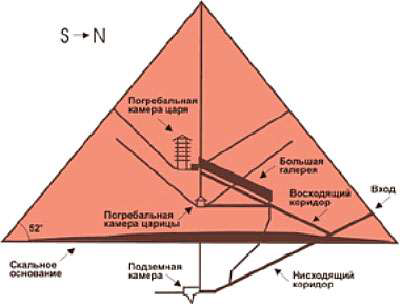 S → N
Погребальная
камера царя
Большая
галерея
Восходящий
коридор
Вход
Погребальная
камера царицы
52°
Скальное
основание
Подземная
камера
Нисходящий
коридор